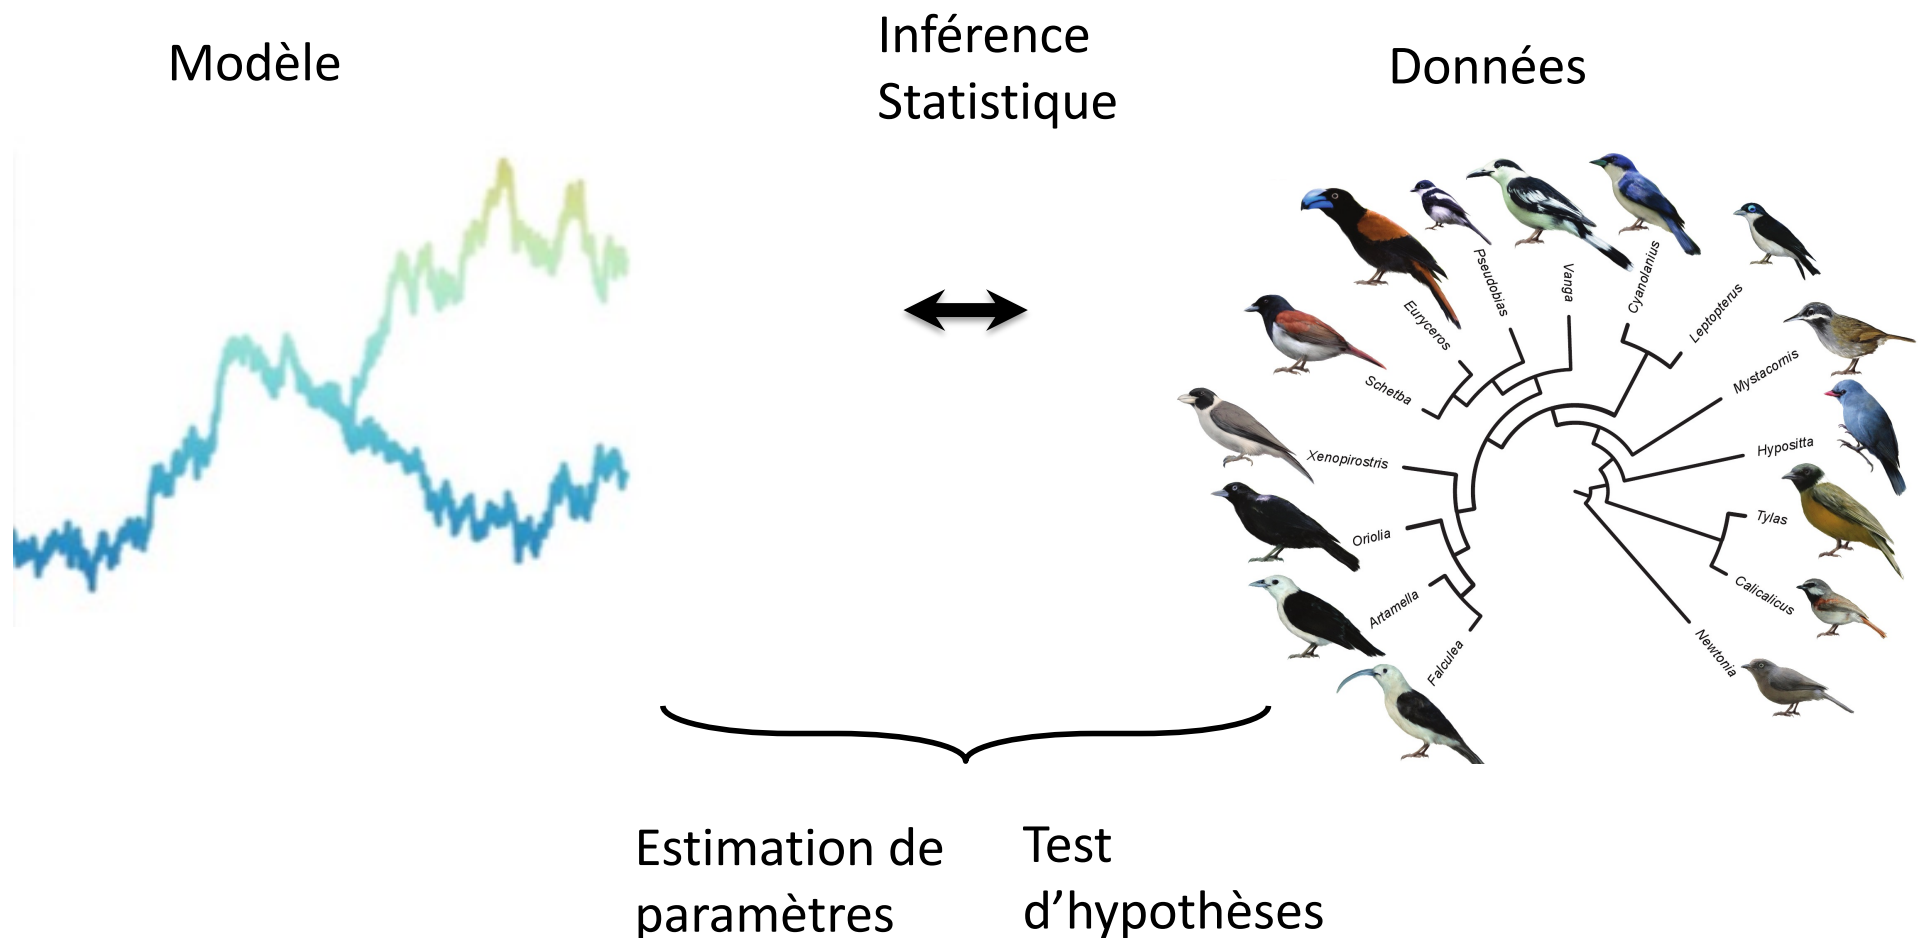 Modèle
Inférence
Statistique
Données
Euryceros
Pseudobias
Vanga
Cyanolanius
Leptopterus
Mystacornis
Hypositta
Tylas
Calicalicus
Newtonia
Schetba
Xenopirostris
Oriolia
Artamella
Falculea
Estimation de
paramètres
Test
d’hypothèses